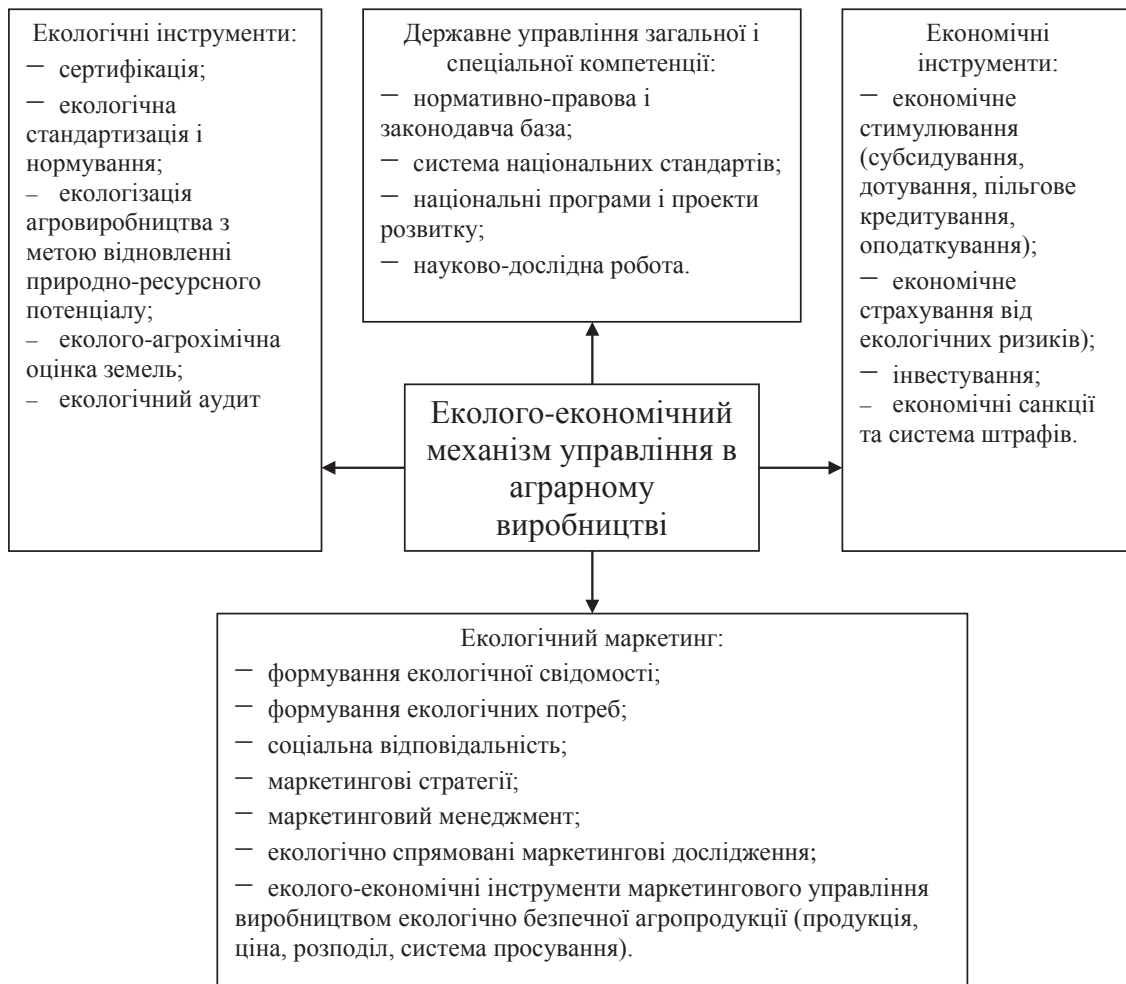 Екологічні інструменти:
— сертифікація;
— екологічна
стандартизація і
нормування;
– екологізація
агровиробництва з
метою відновленні
природно-ресурсного
потенціалу;
– еколого-агрохімічна
оцінка земель;
– екологічний аудит
Державне управління загальної і
спеціальної компетенції:
— нормативно-правова і
законодавча база;
— система національних стандартів;
— національні програми і проекти
розвитку;
— науково-дослідна робота.
Економічні
інструменти:
— економічне
стимулювання
(субсидування,
дотування, пільгове
кредитування,
оподаткування);
— економічне
страхування від
екологічних ризиків);
— інвестування;
– економічні санкції
та система штрафів.
Еколого-економічний
механізм управління в
аграрному
виробництві
Екологічний маркетинг:
— формування екологічної свідомості;
— формування екологічних потреб;
— соціальна відповідальність;
— маркетингові стратегії;
— маркетинговий менеджмент;
— екологічно спрямовані маркетингові дослідження;
— еколого-економічні інструменти маркетингового управління
виробництвом екологічно безпечної агропродукції (продукція,
ціна, розподіл, система просування).